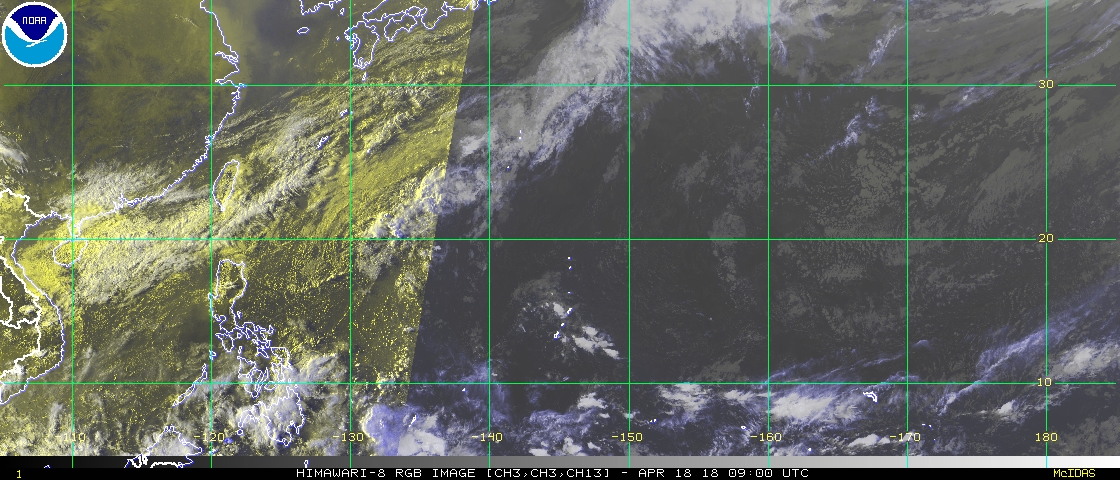 NOAA
30
20
10
-110 -120 -130 -140 -150 -160 -170 180
1 HIMAWARI-8 RGB IMAGE [CH3,CH3,CH13] - APR 18 18 09:00 UTC McIDAS